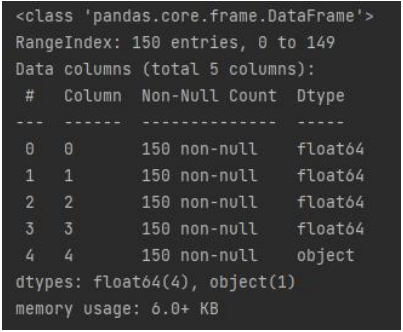 <class 'pandas.core.frame.DataFrame'>
RangeIndex: 150 entries, 0 to 149
Data columns (total 5 columns):
 #   Column  Non-Null Count  Dtype
---  ------  --------------  -----
 0   0       150 non-null    float64
 1   1       150 non-null    float64
 2   2       150 non-null    float64
 3   3       150 non-null    float64
 4   4       150 non-null    object
dtypes: float64(4), object(1)
memory usage: 6.0+ KB